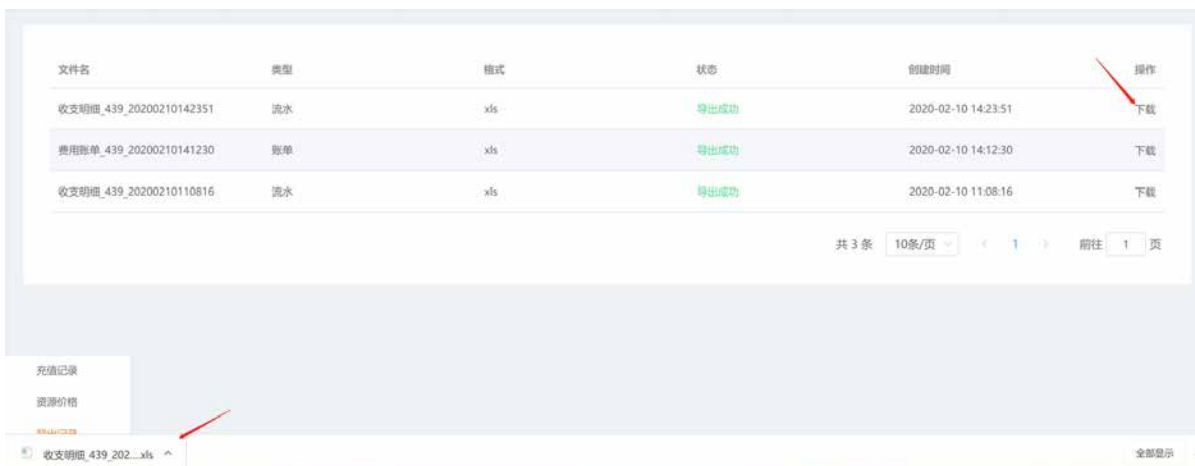 文件名 类型 格式 状态 创建时间 操作
收支明细_439_20200210142351 流水 xls 导出成功 2020-02-10 14:23:51 下载
费用账单_439_20200210141230 账单 xls 导出成功 2020-02-10 14:12:30 下载
收支明细_439_20200210110816 流水 xls 导出成功 2020-02-10 11:08:16 下载
共 3 条 10条/页 1 前往 1 页
充值记录
资源价格
导出记录
收支明细_439_202....xls 全部显示